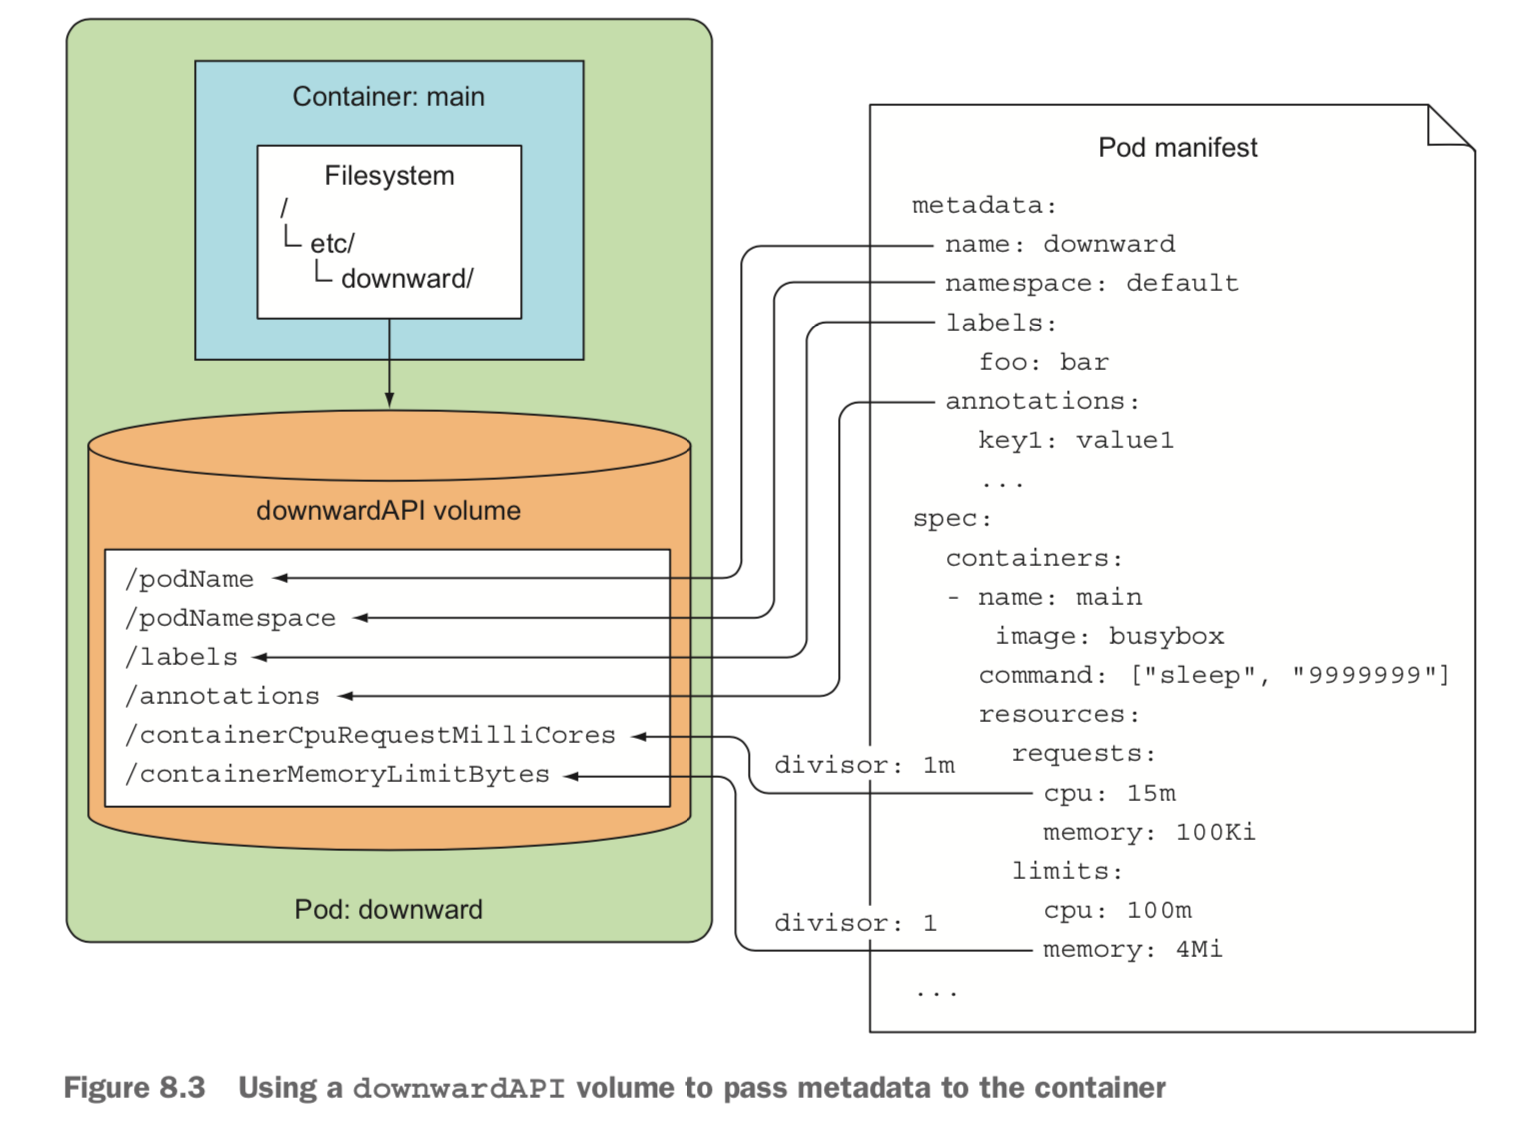 Container: main
Filesystem
/
etc/
downward/
downwardAPI volume
/podName
/podNamespace
/labels
/annotations
/containerCpuRequestMilliCores
/containerMemoryLimitBytes
Pod: downward
divisor: 1m
divisor: 1
Pod manifest
metadata:
name: downward
namespace: default
labels:
foo: bar
annotations:
key1: value1
...
spec:
containers:
- name: main
image: busybox
command: ["sleep", "9999999"]
resources:
requests:
cpu: 15m
memory: 100Ki
limits:
cpu: 100m
memory: 4Mi
...
Figure 8.3 Using a downwardAPI volume to pass metadata to the container